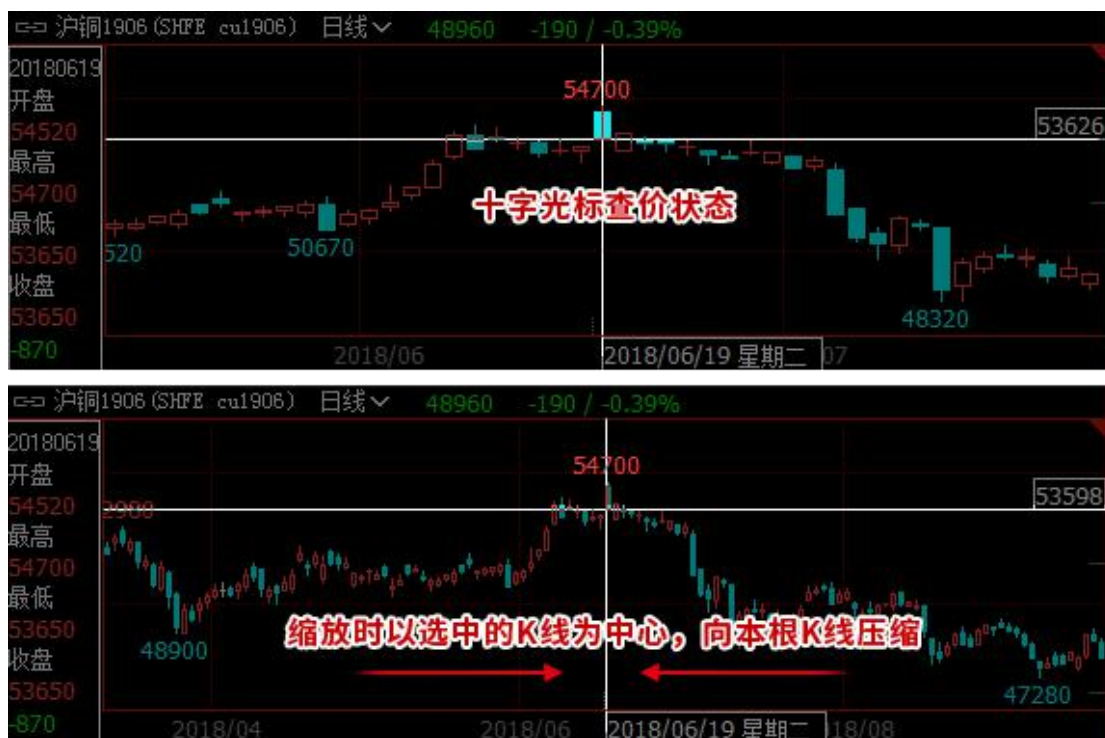 沪铜1906(SHFE cu1906) 日线 48960 -190 / -0.39%
20180619
开盘
54520
最高
54700
最低
53650
收盘
53650
-870
54700
53626
十字光标查价状态
520
50670
48320
2018/06
2018/06/19 星期二
07
沪铜1906(SHFE cu1906) 日线 48960 -190 / -0.39%
20180619
开盘
54520
最高
54700
最低
53650
收盘
53650
-870
54700
53598
2980
缩放时以选中的K线为中心，向本根K线压缩
48900
47280
2018/04
2018/06
2018/06/19 星期二
018/08